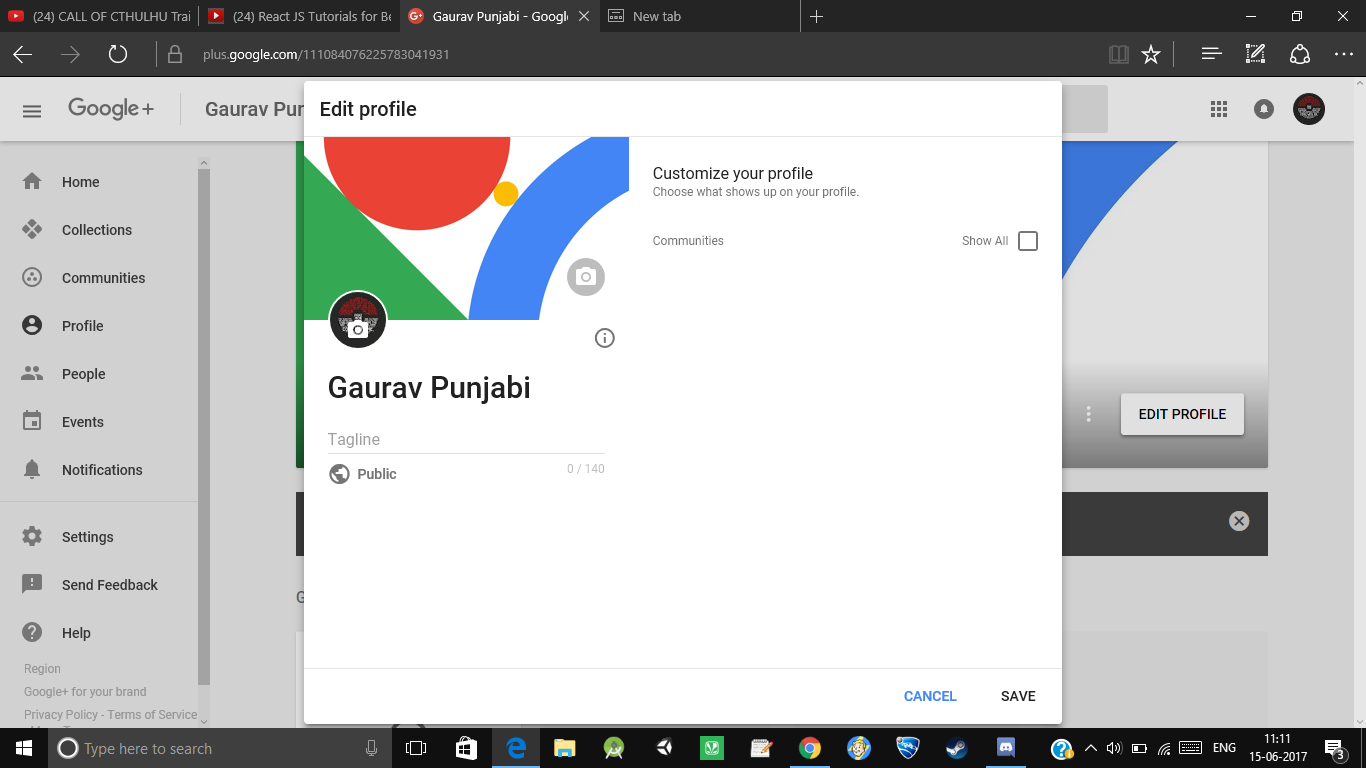 (24) CALL OF CTHULHU Trai
(24) React JS Tutorials for Be
Gaurav Punjabi - Googl
New tab
plus.google.com/111084076225783041931
Google+
Gaurav Pun
Edit profile
Home
Collections
Communities
Profile
People
Events
Notifications
Settings
Send Feedback
Help
Region
Google+ for your brand
Privacy Policy - Terms of Service
Customize your profile
Choose what shows up on your profile.
Communities
Show All
Gaurav Punjabi
Tagline
Public
0 / 140
EDIT PROFILE
G
CANCEL
SAVE
Type here to search
ENG
11:11
15-06-2017
3